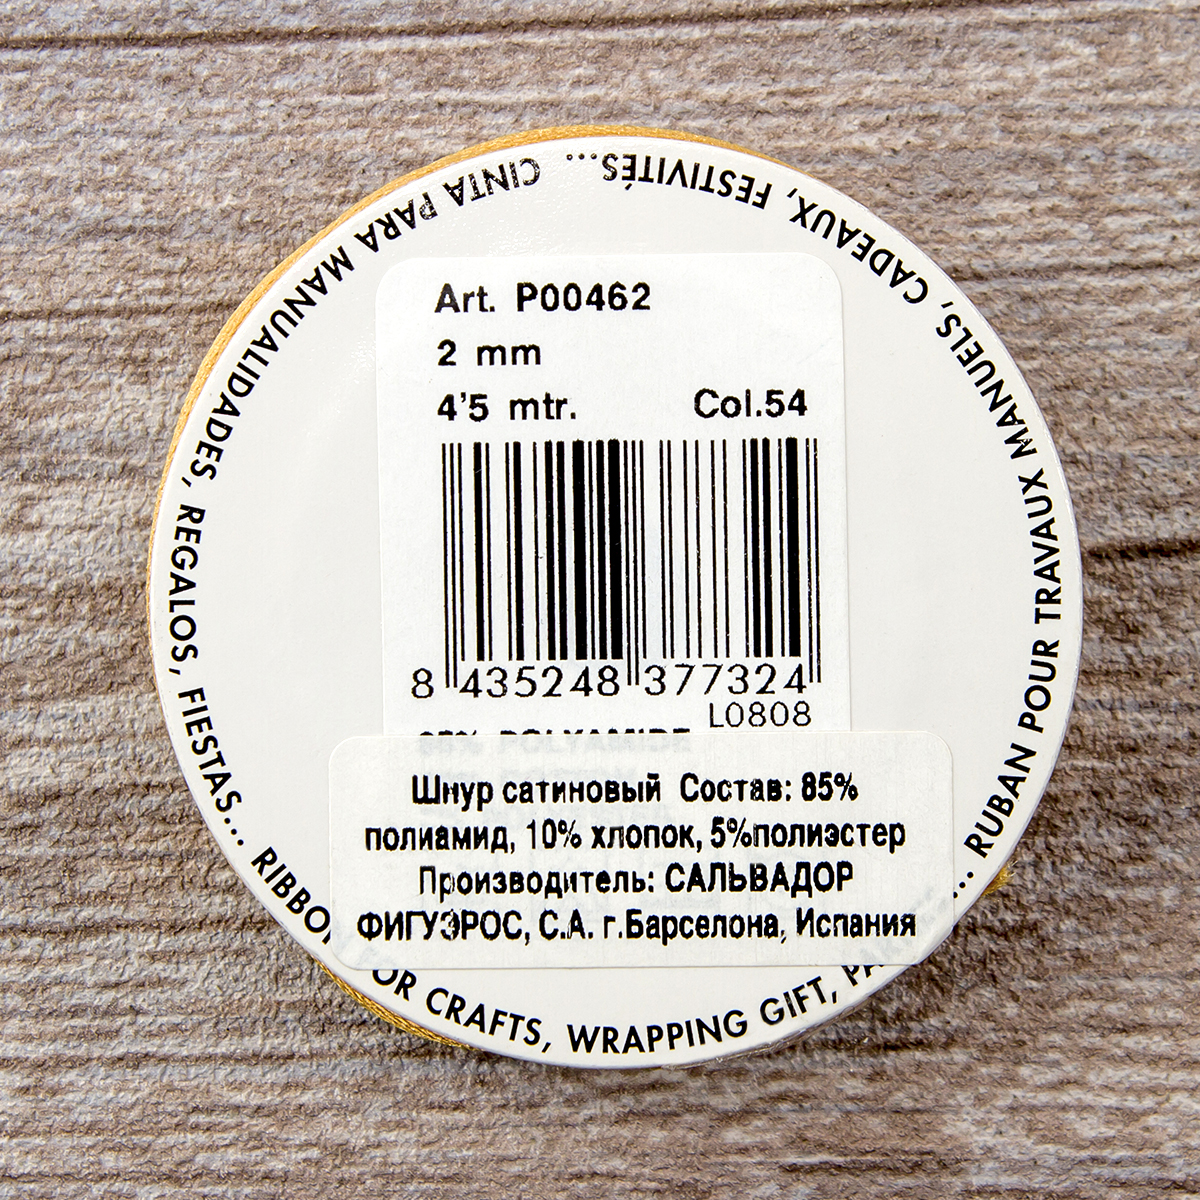 CINTA PARA MANUALIDADES, REGALOS, FIESTAS...
RIBBON FOR CRAFTS, WRAPPING GIFT,
... RUBAN POUR TRAVAUX MANUELS, CADEAUX, FESTIVITÉS...
Art. P00462
2 mm
4'5 mtr. Col.54
8 435248 377324
L0808
85% POLYAMIDE
Шнур сатиновый Состав: 85%
полиамид, 10% хлопок, 5%полиэстер
Производитель: САЛЬВАДОР
ФИГУЭРОС, С.А. г.Барселона, Испания